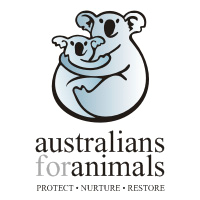 australians
foranimals
PROTECT • NURTURE • RESTORE